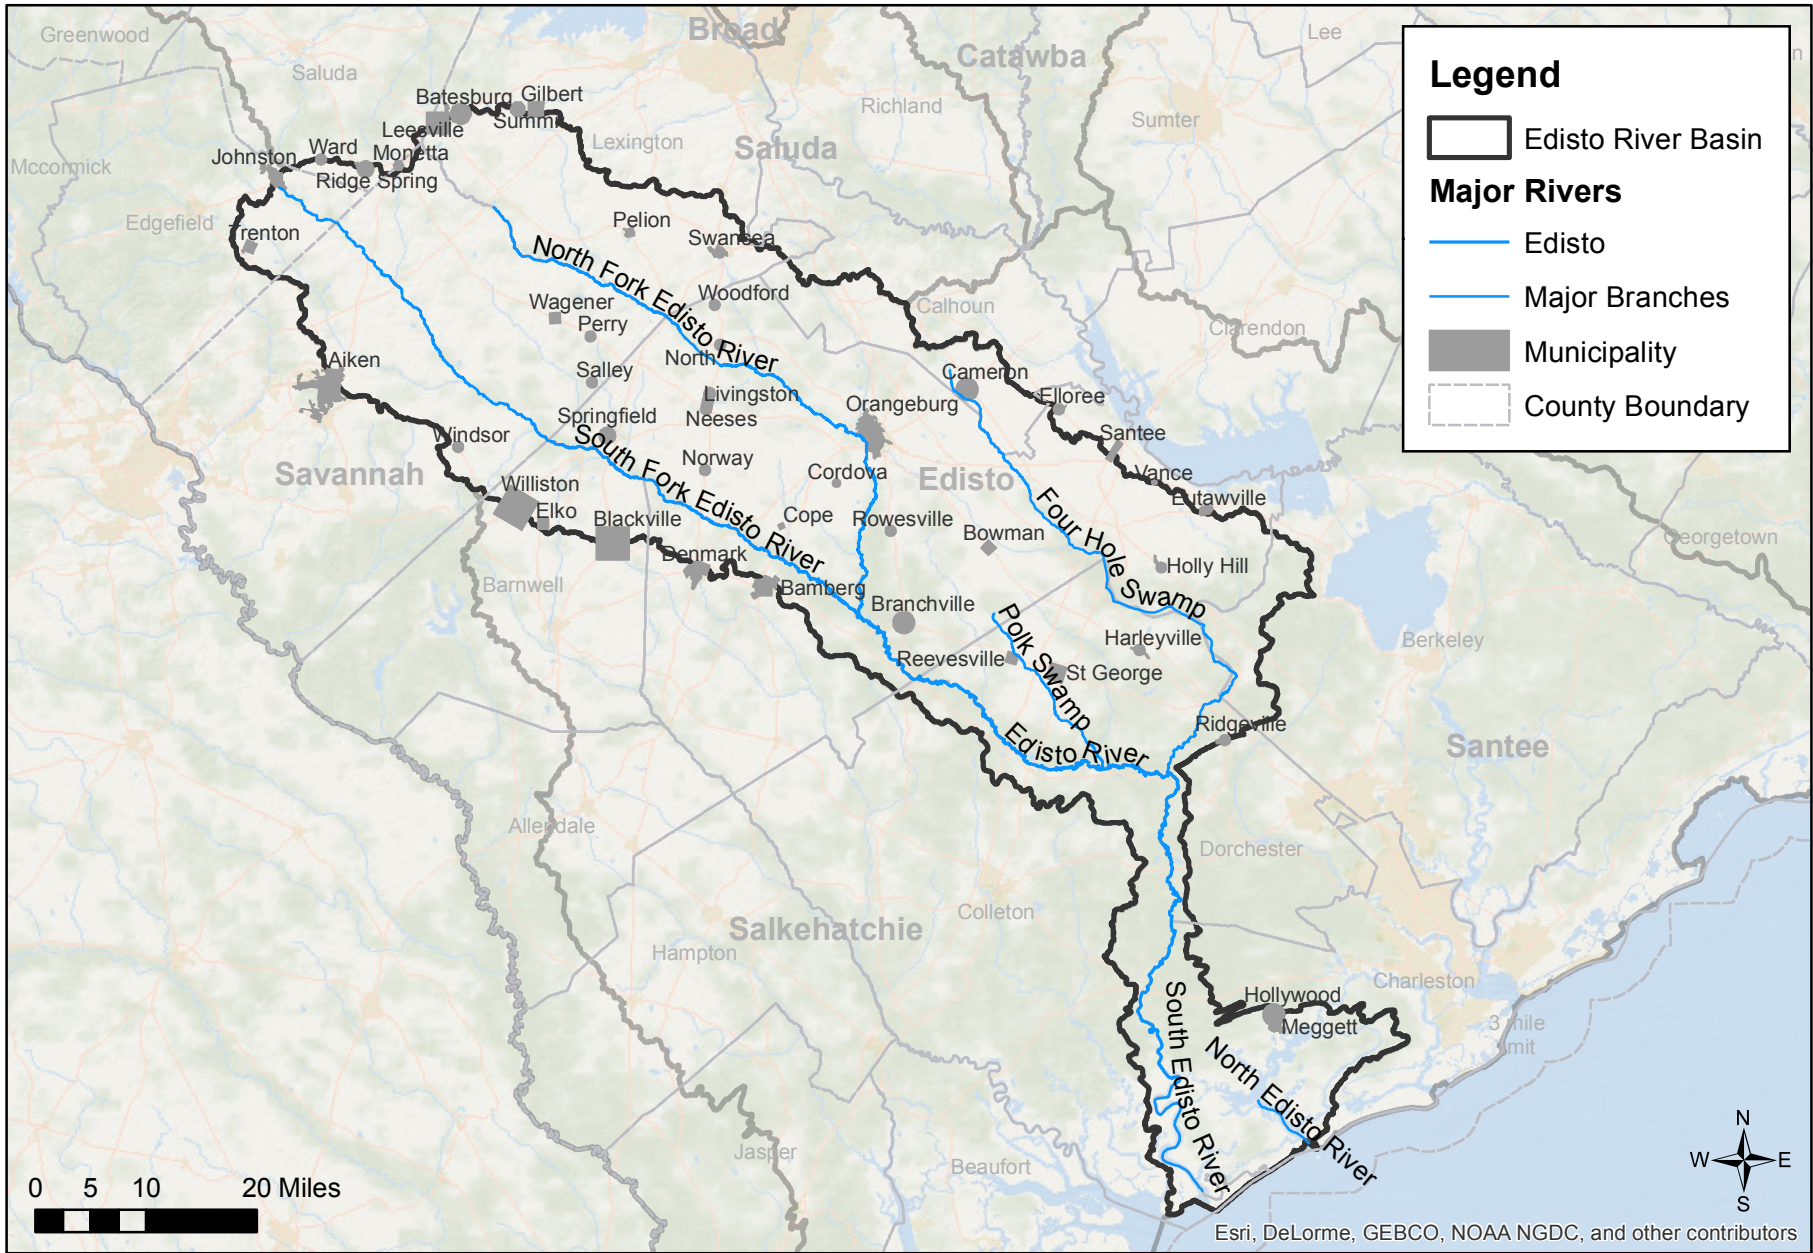 Greenwood
Broad
Catawba
Lee
Saluda
Batesburg
Gilbert
Richland
Sumter
Leesville
Summit
Lexington
Saluda
Ward
Monetta
Johnston
Mccormick
Ridge Spring
Edgefield
Trenton
Pelion
Swansea
North Fork Edisto River
Wagener
Woodford
Calhoun
Perry
Clarendon
North
Aiken
Salley
Cameron
Livingston
Elloree
Springfield
Neeses
Orangeburg
Windsor
Santee
South Fork Edisto River
Norway
Savannah
Cordova
Edisto
Vance
Williston
Eutawville
Elko
Blackville
Cope
Rowesville
Bowman
Four Hole Swamp
Georgetown
Denmark
Holly Hill
Barnwell
Bamberg
Branchville
Polk Swamp
Harleyville
Berkeley
Reevesville
St George
Ridgeville
Edisto River
Santee
Allendale
Dorchester
Colleton
Salkehatchie
Hampton
Charleston
Hollywood
3 mile
limit
Meggett
South Edisto River
North Edisto River
Jasper
Beaufort
Legend
Edisto River Basin
Major Rivers
Edisto
Major Branches
Municipality
County Boundary
N
W E
S
0 5 10 20 Miles
Esri, DeLorme, GEBCO, NOAA NGDC, and other contributors